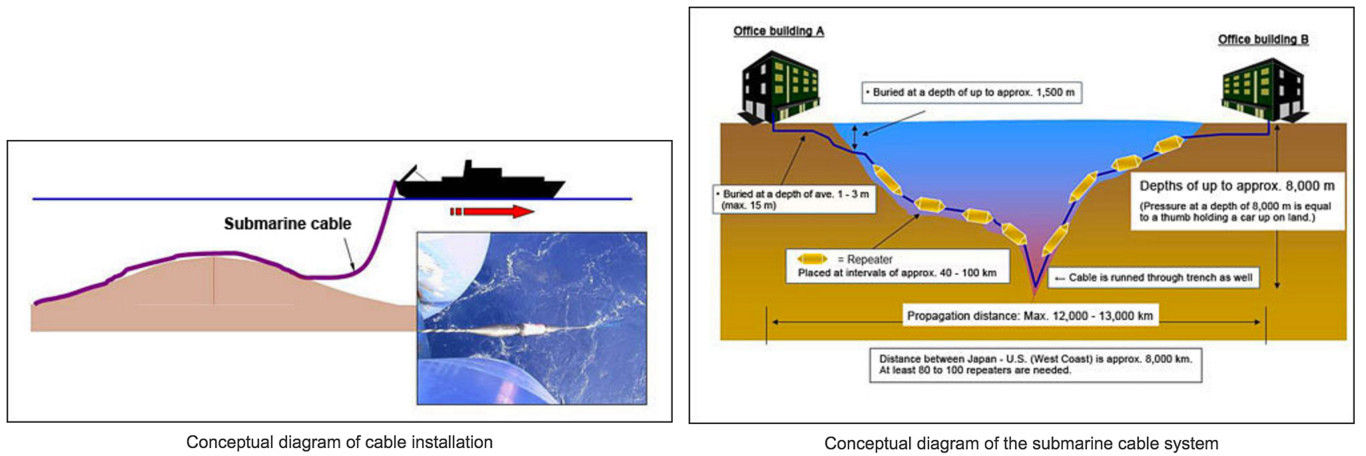 Submarine cable
Conceptual diagram of cable installation
Office building A
Office building B
・Buried at a depth of up to approx. 1,500 m
・Buried at a depth of ave. 1 - 3 m
(max. 15 m)
Depths of up to approx. 8,000 m
(Pressure at a depth of 8,000 m is equal
to a thumb holding a car up on land.)
= Repeater
Placed at intervals of approx. 40 - 100 km
← Cable is runned through trench as well
Propagation distance: Max. 12,000 - 13,000 km
Distance between Japan - U.S. (West Coast) is approx. 8,000 km.
At least 80 to 100 repeaters are needed.
Conceptual diagram of the submarine cable system